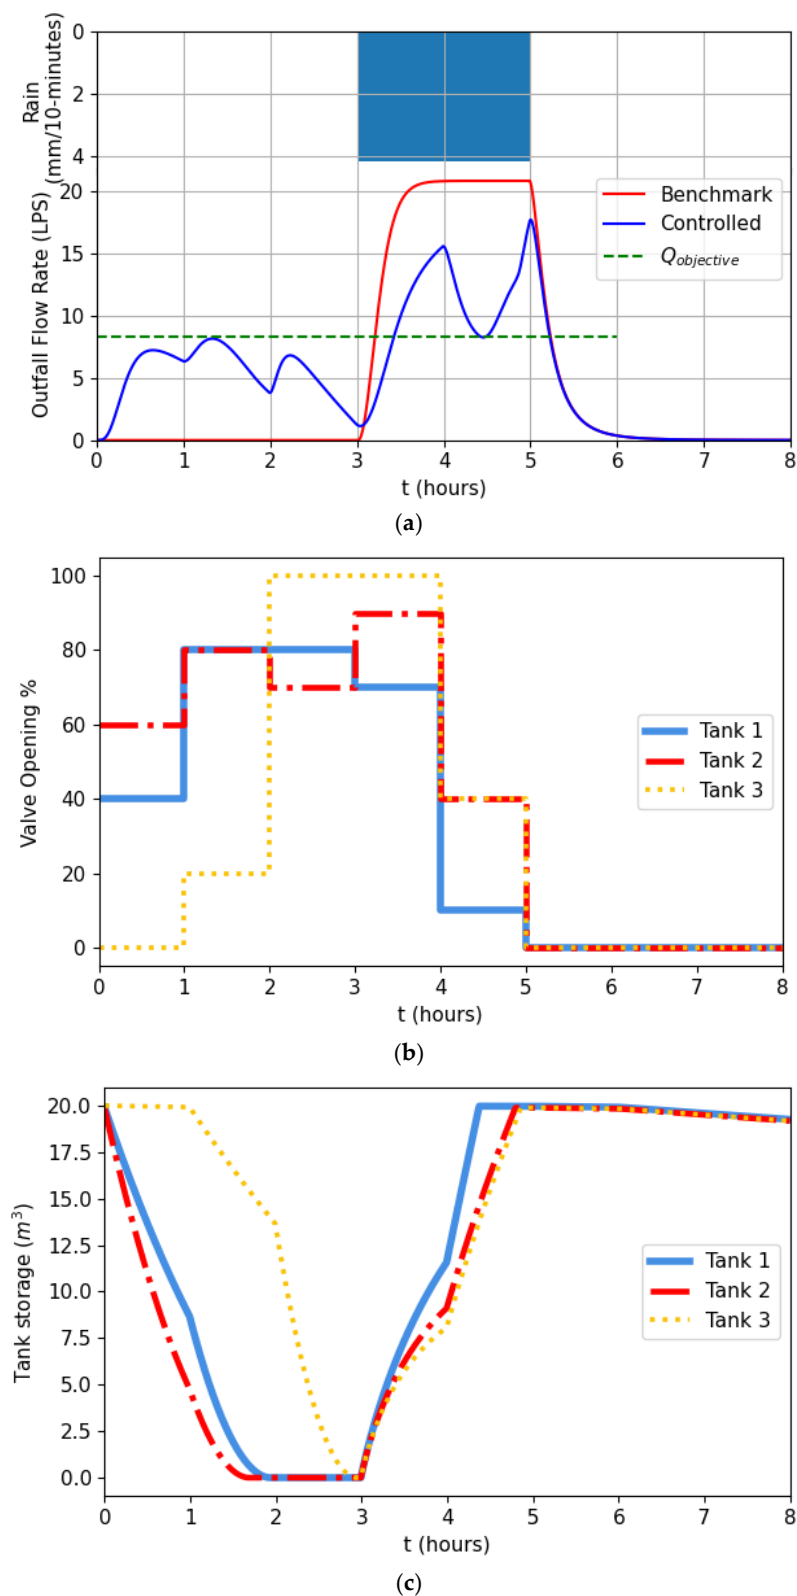 0
2
4
Rain
(mm/10-minutes)
20
15
10
5
0
Outfall Flow Rate (LPS)
Benchmark
Controlled
Q_objective
0 1 2 3 4 5 6 7 8
t (hours)
(a)
100
80
60
40
20
0
Valve Opening %
Tank 1
Tank 2
Tank 3
0 1 2 3 4 5 6 7 8
t (hours)
(b)
20.0
17.5
15.0
12.5
10.0
7.5
5.0
2.5
0.0
Tank storage (m³)
Tank 1
Tank 2
Tank 3
0 1 2 3 4 5 6 7 8
t (hours)
(c)